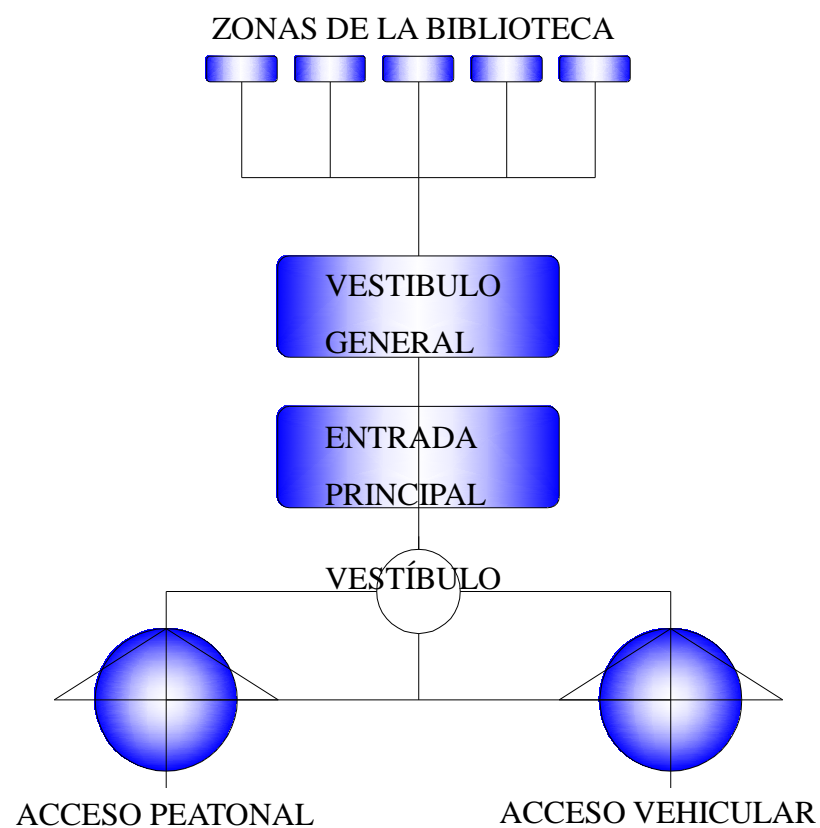 ZONAS DE LA BIBLIOTECA
VESTIBULO
GENERAL
ENTRADA
PRINCIPAL
VESTÍBULO
ACCESO PEATONAL
ACCESO VEHICULAR